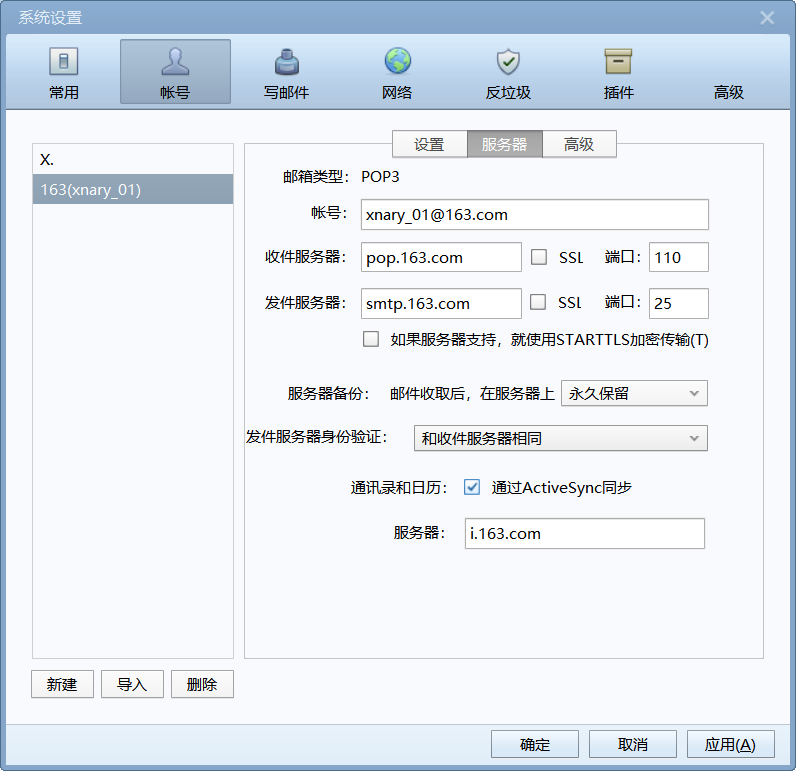 系统设置
常用 帐号 写邮件 网络 反垃圾 插件 高级
X.
163(xnary_01)
设置 服务器 高级
邮箱类型： POP3
帐号： xnary_01@163.com
收件服务器： pop.163.com SSL 端口： 110
发件服务器： smtp.163.com SSL 端口： 25
如果服务器支持，就使用STARTTLS加密传输(T)
服务器备份： 邮件收取后，在服务器上 永久保留
发件服务器身份验证： 和收件服务器相同
通讯录和日历： 通过ActiveSync同步
服务器： i.163.com
新建 导入 删除
确定 取消 应用(A)